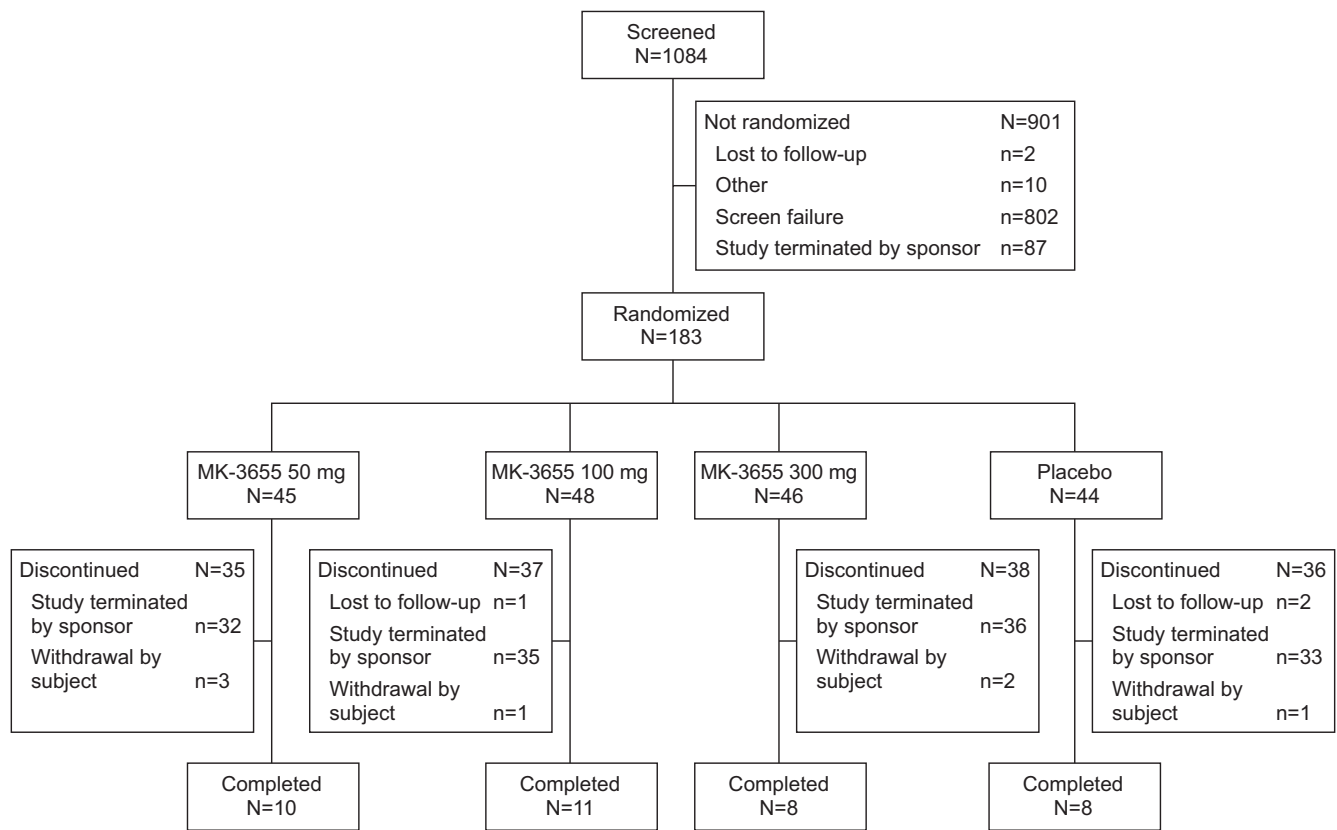 Screened
N=1084
Not randomized N=901
Lost to follow-up n=2
Other n=10
Screen failure n=802
Study terminated by sponsor n=87
Randomized
N=183
MK-3655 50 mg
N=45
MK-3655 100 mg
N=48
MK-3655 300 mg
N=46
Placebo
N=44
Discontinued N=35
Study terminated
by sponsor n=32
Withdrawal by
subject n=3
Discontinued N=37
Lost to follow-up n=1
Study terminated
by sponsor n=35
Withdrawal by
subject n=1
Discontinued N=38
Study terminated
by sponsor n=36
Withdrawal by
subject n=2
Discontinued N=36
Lost to follow-up n=2
Study terminated
by sponsor n=33
Withdrawal by
subject n=1
Completed
N=10
Completed
N=11
Completed
N=8
Completed
N=8